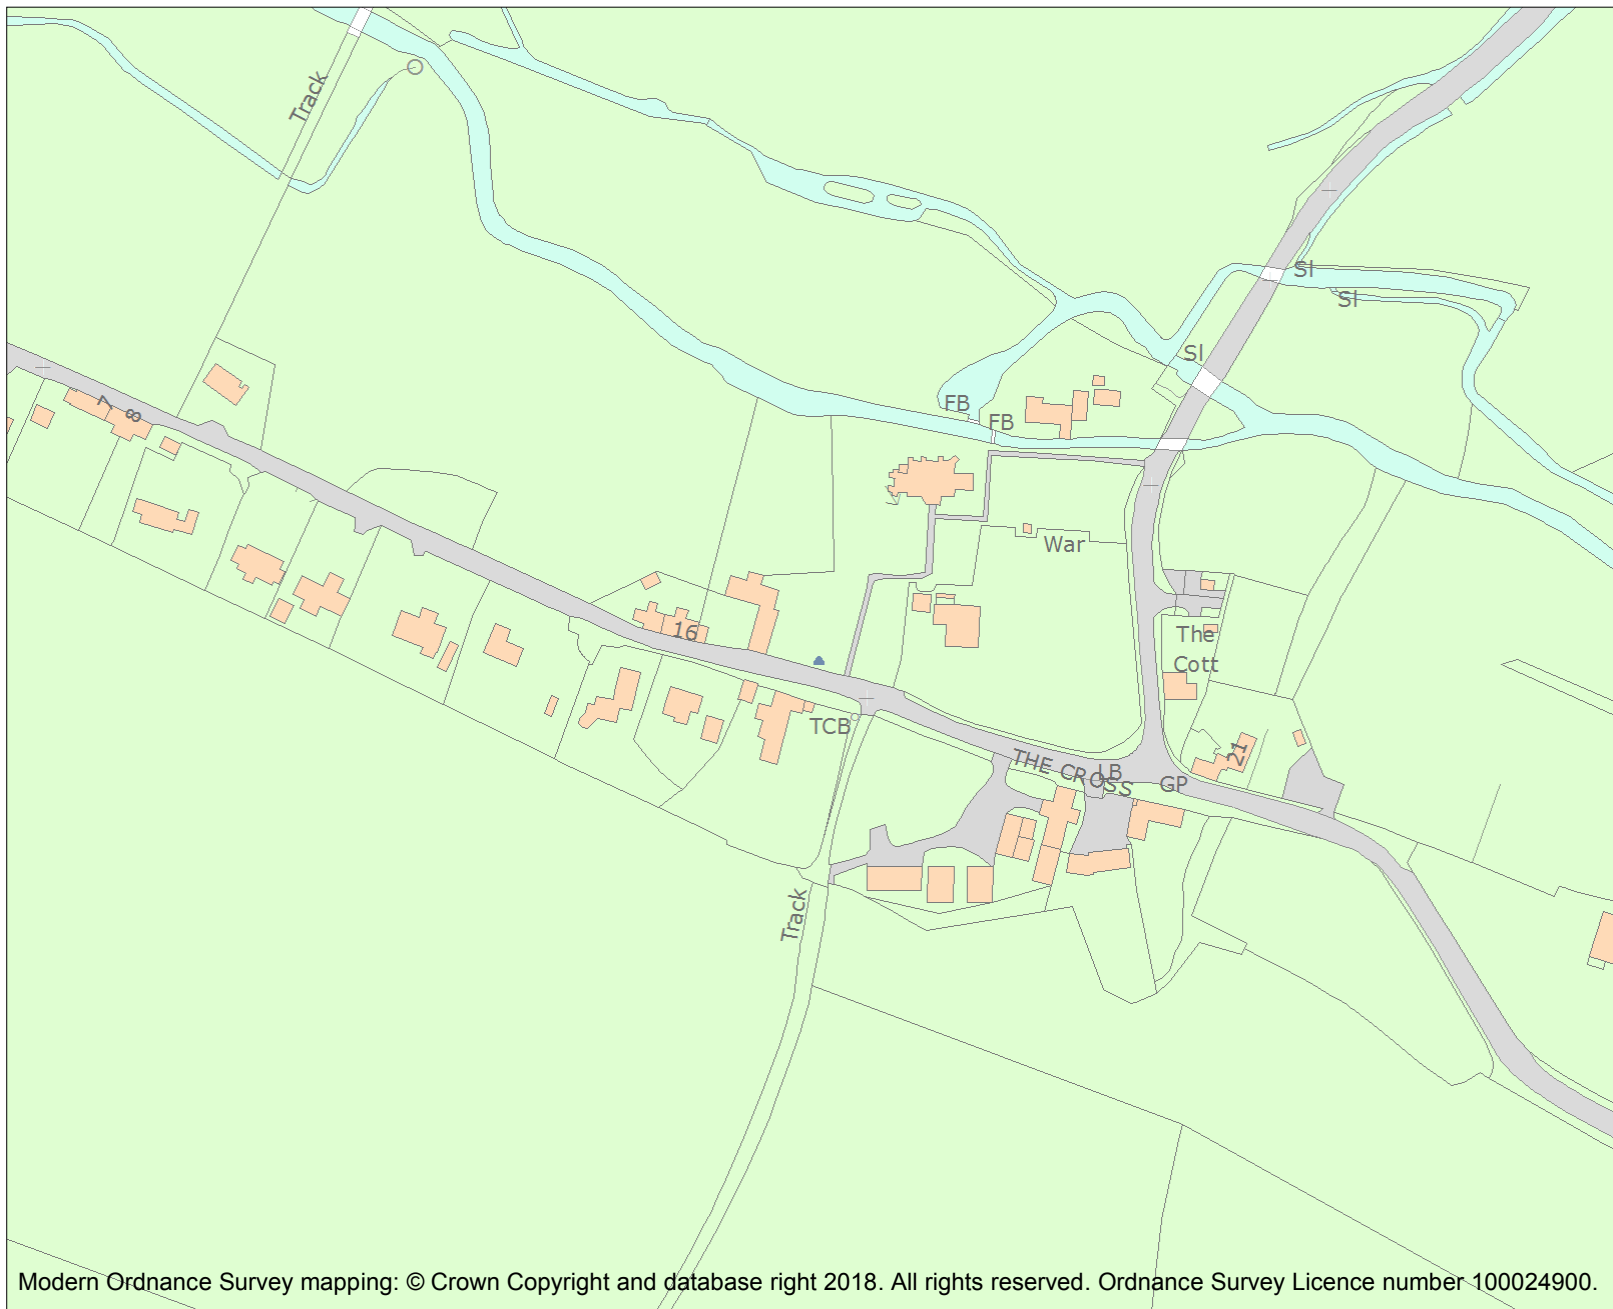 Track
Sl
Sl
Sl
7
8
FB
FB
War
16
The
Cott
TCB
THE CROSS
LB
GP
21
Track
Modern Ordnance Survey mapping: © Crown Copyright and database right 2018. All rights reserved. Ordnance Survey Licence number 100024900.